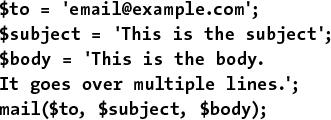 $to = 'email@example.com';
$subject = 'This is the subject';
$body = 'This is the body.
It goes over multiple lines.';
mail($to, $subject, $body);